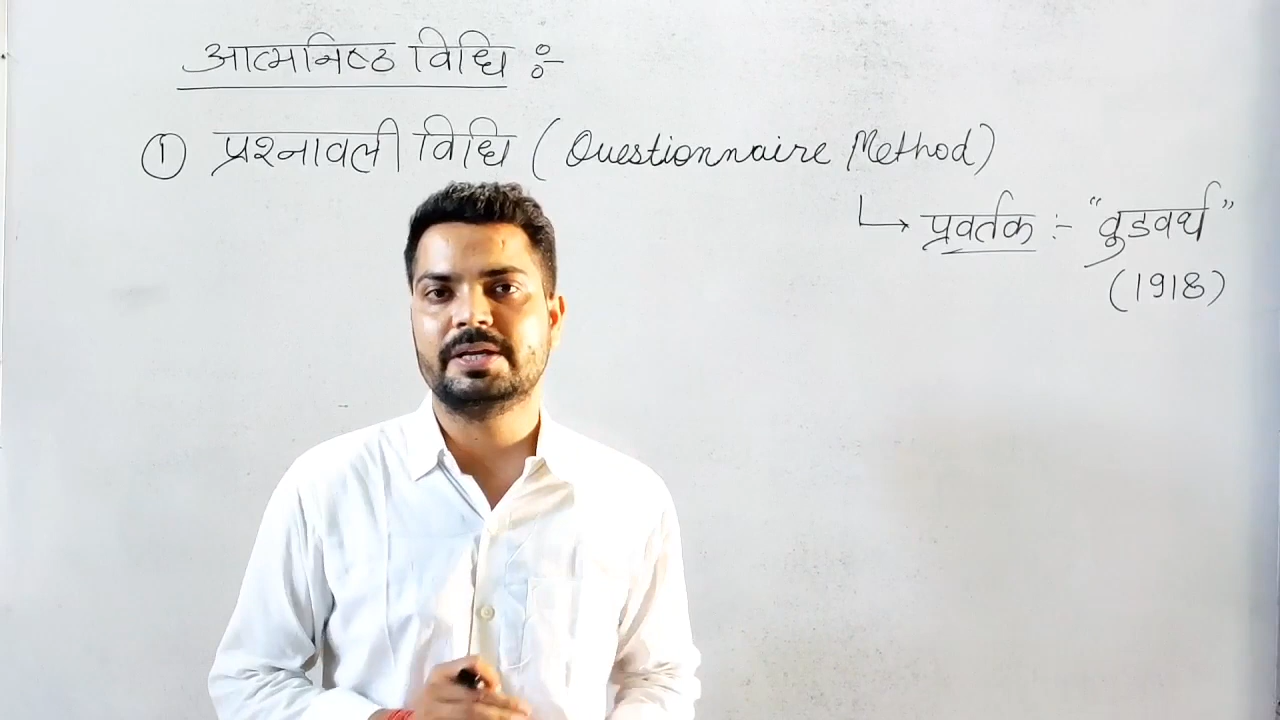 आत्मनिष्ठ विधि :-
① प्रश्नावली विधि ( Questionnaire Method)
↳ प्रवर्तक :- “वुडवर्थ”
(1918)